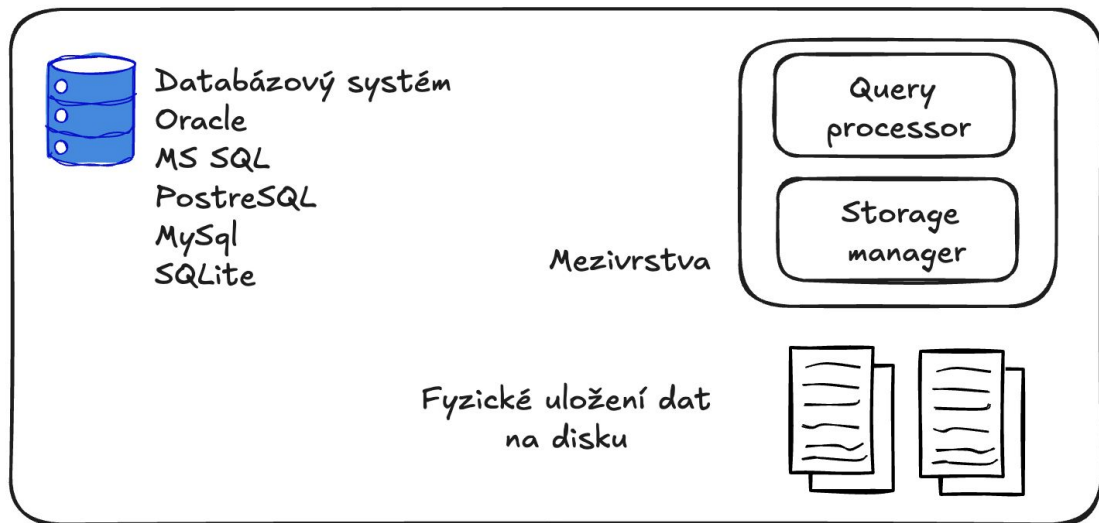 Databázový systém
Oracle
MS SQL
PostreSQL
MySql
SQLite
Query
processor
Storage
manager
Mezivrstva
Fyzické uložení dat
na disku